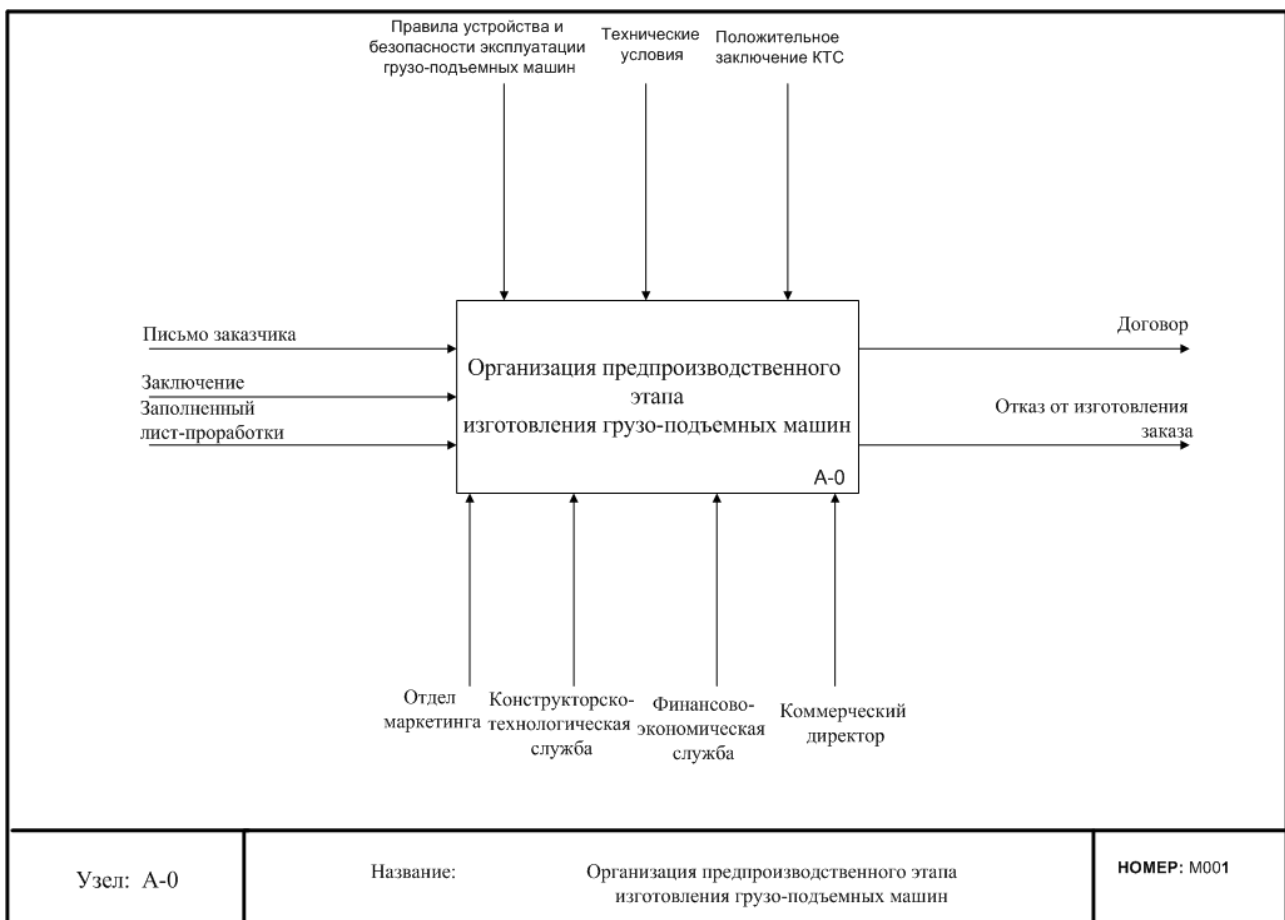 Правила устройства и
безопасности эксплуатации
грузо-подъемных машин
Технические
условия
Положительное
заключение КТС
Письмо заказчика
Заключение
Заполненный
лист-проработки
Организация предпроизводственного
этапа
изготовления грузо-подъемных машин
A-0
Договор
Отказ от изготовления
заказа
Отдел
маркетинга
Конструкторско-
технологическая
служба
Финансово-
экономическая
служба
Коммерческий
директор
Узел: A-0
Название:
Организация предпроизводственного этапа
изготовления грузо-подъемных машин
НОМЕР: М001